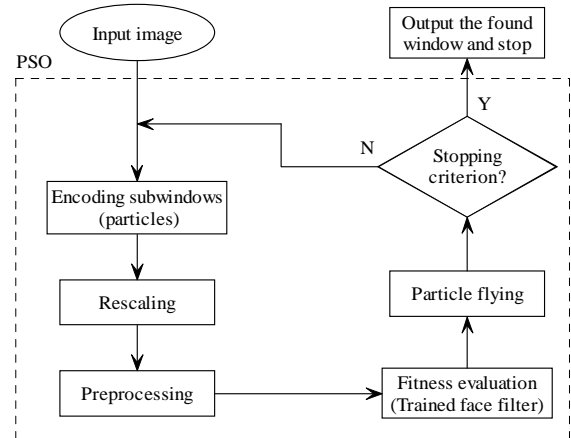 Input image
Output the found
window and stop
PSO
Y
N
Stopping
criterion?
Encoding subwindows
(particles)
Rescaling
Particle flying
Preprocessing
Fitness evaluation
(Trained face filter)